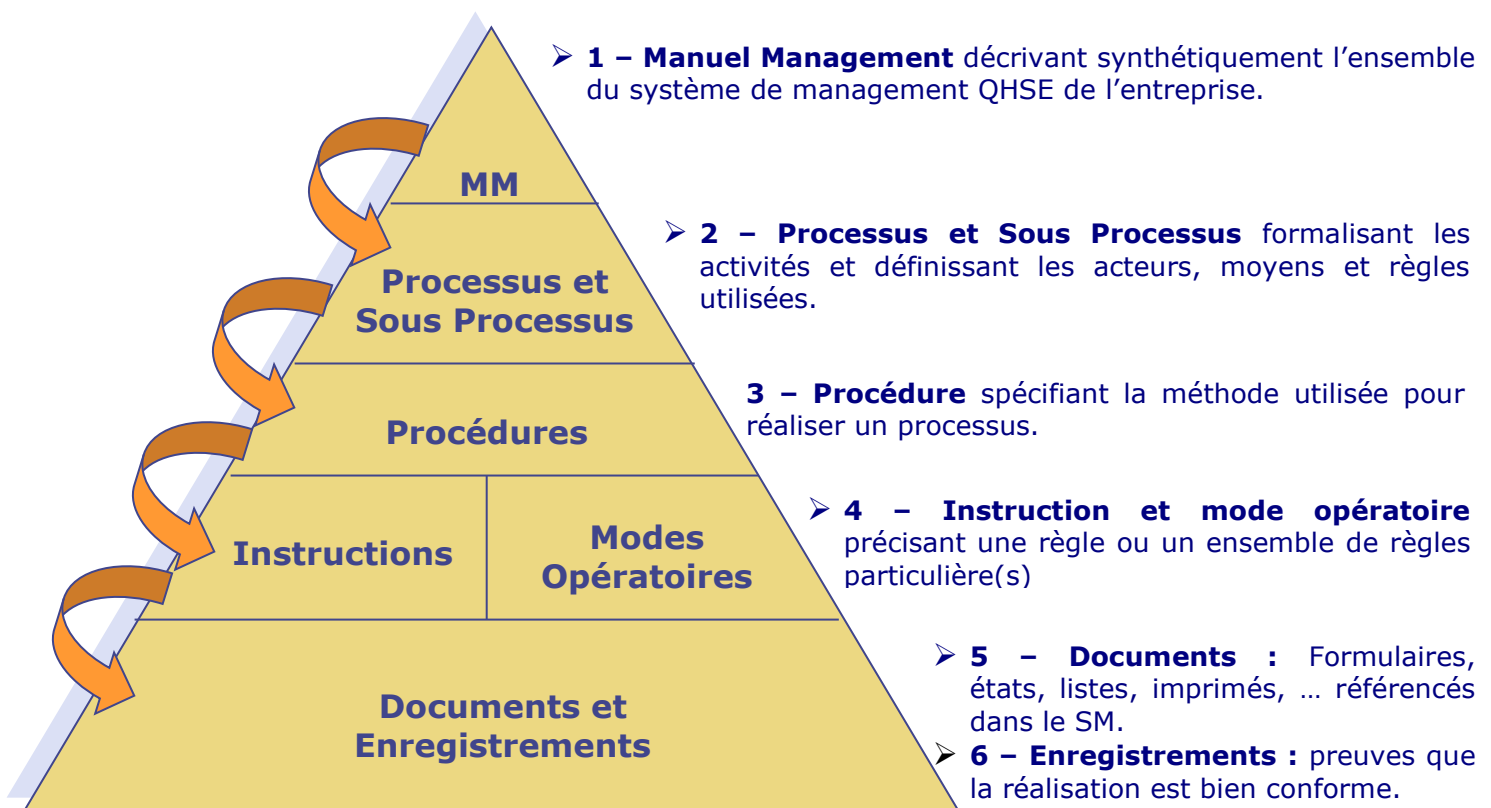 ➢ 1 – Manuel Management décrivant synthétiquement l’ensemble
du système de management QHSE de l’entreprise.
MM
➢ 2 – Processus et Sous Processus formalisant les
activités et définissant les acteurs, moyens et règles
utilisées.
Processus et
Sous Processus
3 – Procédure spécifiant la méthode utilisée pour
réaliser un processus.
Procédures
➢ 4 – Instruction et mode opératoire
précisant une règle ou un ensemble de règles
particulière(s)
Instructions
Modes
Opératoires
➢ 5 – Documents : Formulaires,
états, listes, imprimés, … référencés
dans le SM.
➢ 6 – Enregistrements : preuves que
la réalisation est bien conforme.
Documents et
Enregistrements